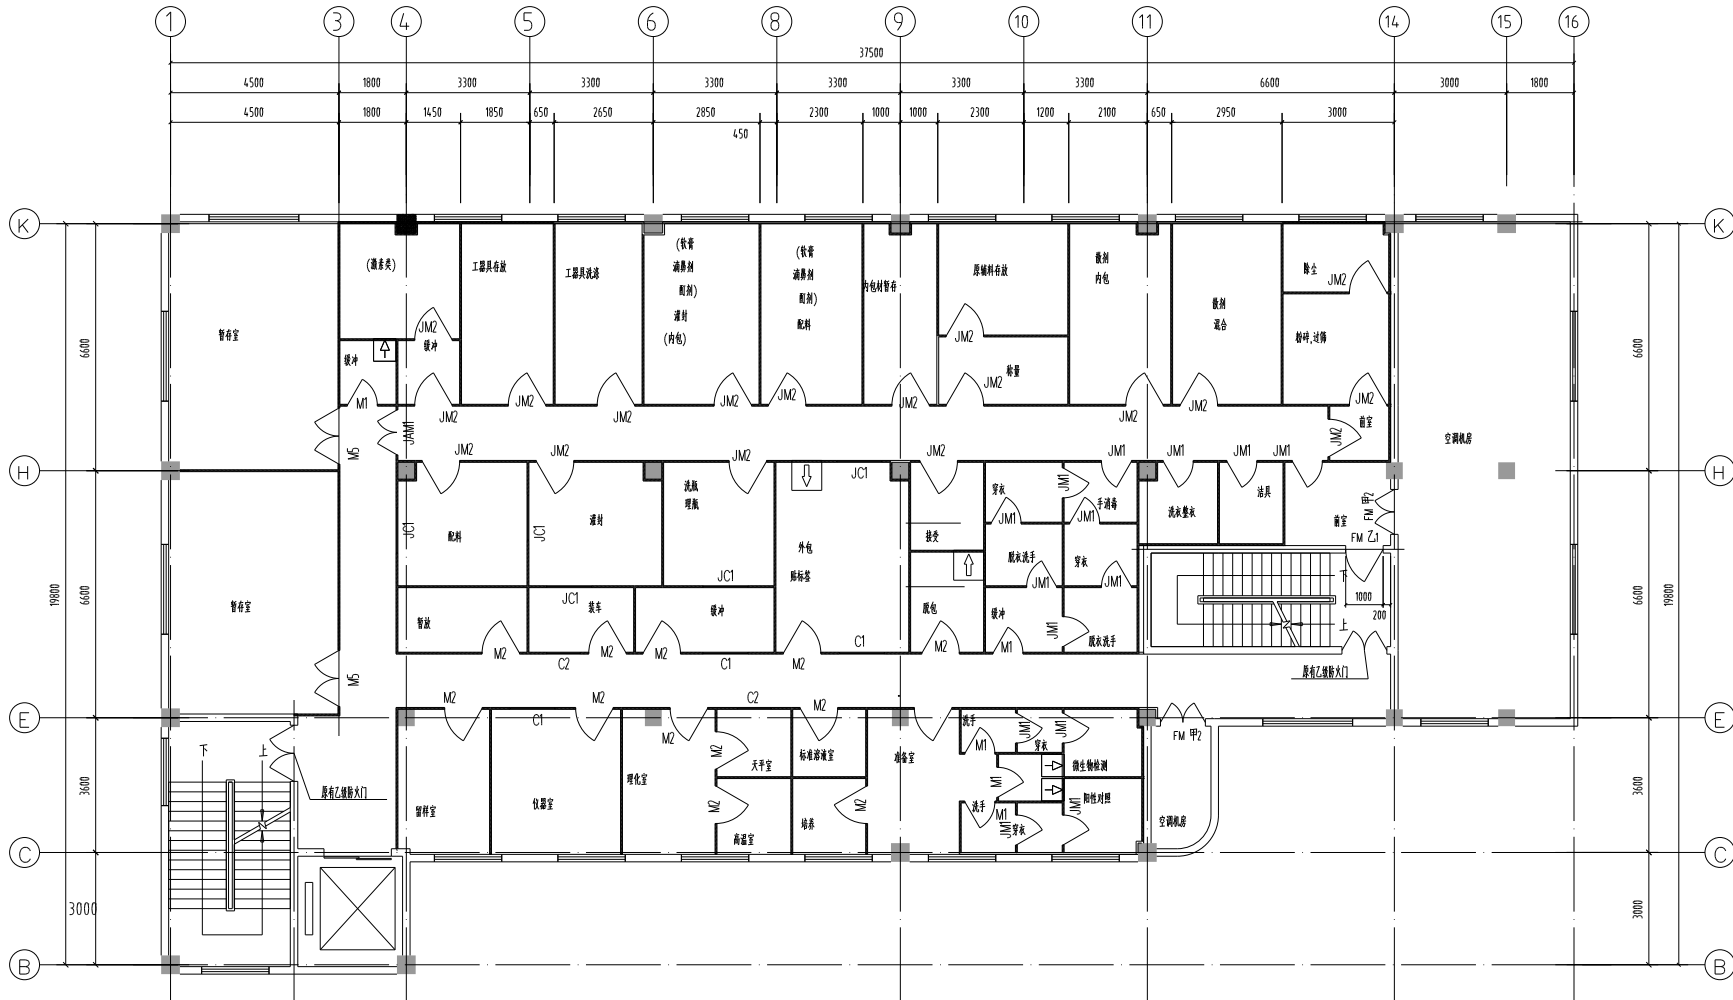 1 3 4 5 6 8 9 10 11 14 15 16
37500
4500 1800 3300 3300 3300 3300 3300 3300 6600 3000 1800
4500 1800 1450 1850 650 2650 2850 2300 1000 1000 2300 1200 2100 650 2950 3000
450
K K
(激素类)
工器具存放
工器具洗涤
(软膏
滴鼻剂
酊剂)
灌封
(内包)
(软膏
滴鼻剂
酊剂)
配料
内包材暂存
原辅料存放
散剂
内包
散剂
混合
除尘
JM2
粉碎,过筛
暂存室
缓冲
JM2
缓冲
JM2
称量
JM2
6600
6600
M1
JM2
JM2
JM2
JM2
JM2
JM2
JM2
JM2
JM2
前室
JM2
空调机房
M5
JAM1
JM2
JM2
JM2
JM2
JM1
JM1
JM1
JM1
H H
JC1
配料
JC1
灌封
洗瓶
理瓶
JC1
JC1
外包
贴标签
接受
穿衣
JM1
JM1
手消毒
JM1
洗衣整衣
洁具
前室
FM 甲2
FM 乙1
脱衣洗手
JM1
穿衣
JM1
19800
6600
暂存室
暂放
JC1
装车
缓冲
脱包
缓冲
JM1
脱衣洗手
下
1000
200
上
6600
19800
M2
M2
M2
M2
C1
M2
M1
C2
C1
原有乙级防火门
M5
M2
M2
C2
M2
E E
C1
M2
洗手
JM1
JM1
穿衣
FM 甲2
下
上
M2
天平室
标准溶液室
准备室
M1
微生物检测
3600
原有乙级防火门
留样室
仪器室
理化室
M2
高温室
培养
M2
M1
洗手
M1
JM1
穿衣
JM1
阳性对照
空调机房
3600
C C
3000
3000
B B